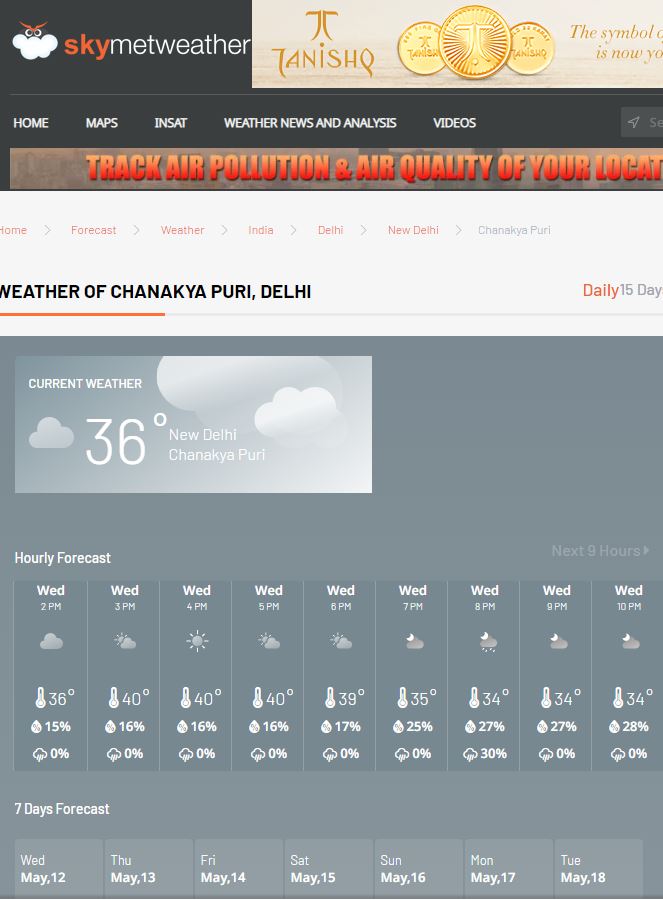 skymetweather
TANISHQ
The symbol o
is now yo
HOME MAPS INSAT WEATHER NEWS AND ANALYSIS VIDEOS Se
TRACK AIR POLLUTION & AIR QUALITY OF YOUR LOCAT
Home Forecast Weather India Delhi New Delhi Chanakya Puri
WEATHER OF CHANAKYA PURI, DELHI Daily 15 Day
CURRENT WEATHER
36° New Delhi
Chanakya Puri
Hourly Forecast Next 9 Hours
Wed Wed Wed Wed Wed Wed Wed Wed Wed
2 PM 3 PM 4 PM 5 PM 6 PM 7 PM 8 PM 9 PM 10 PM
36° 40° 40° 40° 39° 35° 34° 34° 34°
15% 16% 16% 16% 17% 25% 27% 27% 28%
0% 0% 0% 0% 0% 0% 30% 0% 0%
7 Days Forecast
Wed Thu Fri Sat Sun Mon Tue
May,12 May,13 May,14 May,15 May,16 May,17 May,18